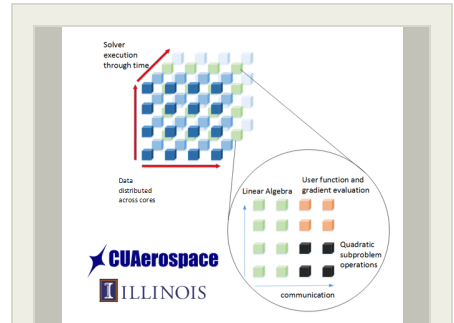 Solver
execution
through time
Data
distributed
across cores
Linear Algebra
User function and
gradient evaluation
Quadratic
subproblem
operations
communication
CUAerospace
I ILLINOIS